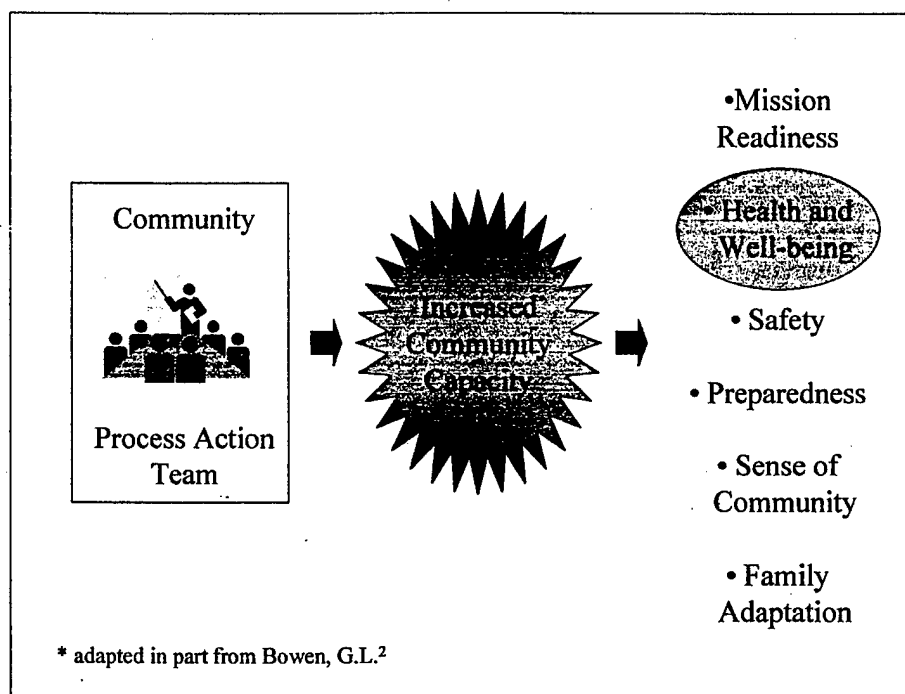 Community
Process Action
Team
Increased
Community
Capacity
•Mission
Readiness
• Health and
Well-being
• Safety
• Preparedness
• Sense of
Community
• Family
Adaptation
* adapted in part from Bowen, G.L.²